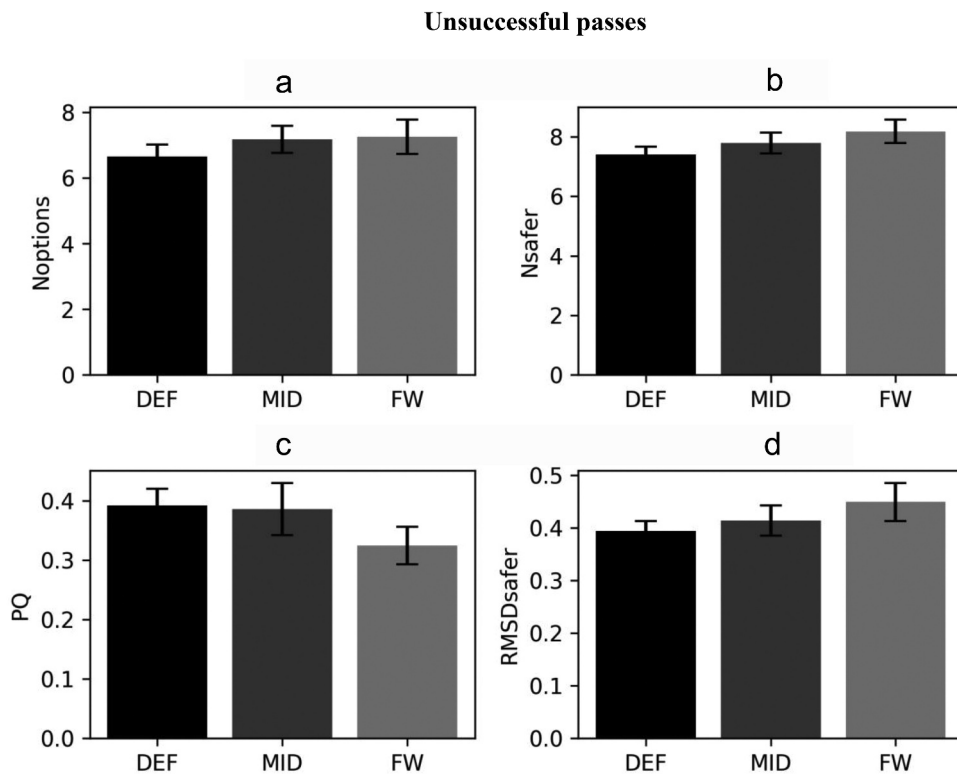 Unsuccessful passes
a
b
8
6
4
2
0
Noptions
DEF MID FW
8
6
4
2
0
Nsafer
DEF MID FW
c
d
0.4
0.3
0.2
0.1
0.0
PQ
DEF MID FW
0.5
0.4
0.3
0.2
0.1
0.0
RMSDsafer
DEF MID FW